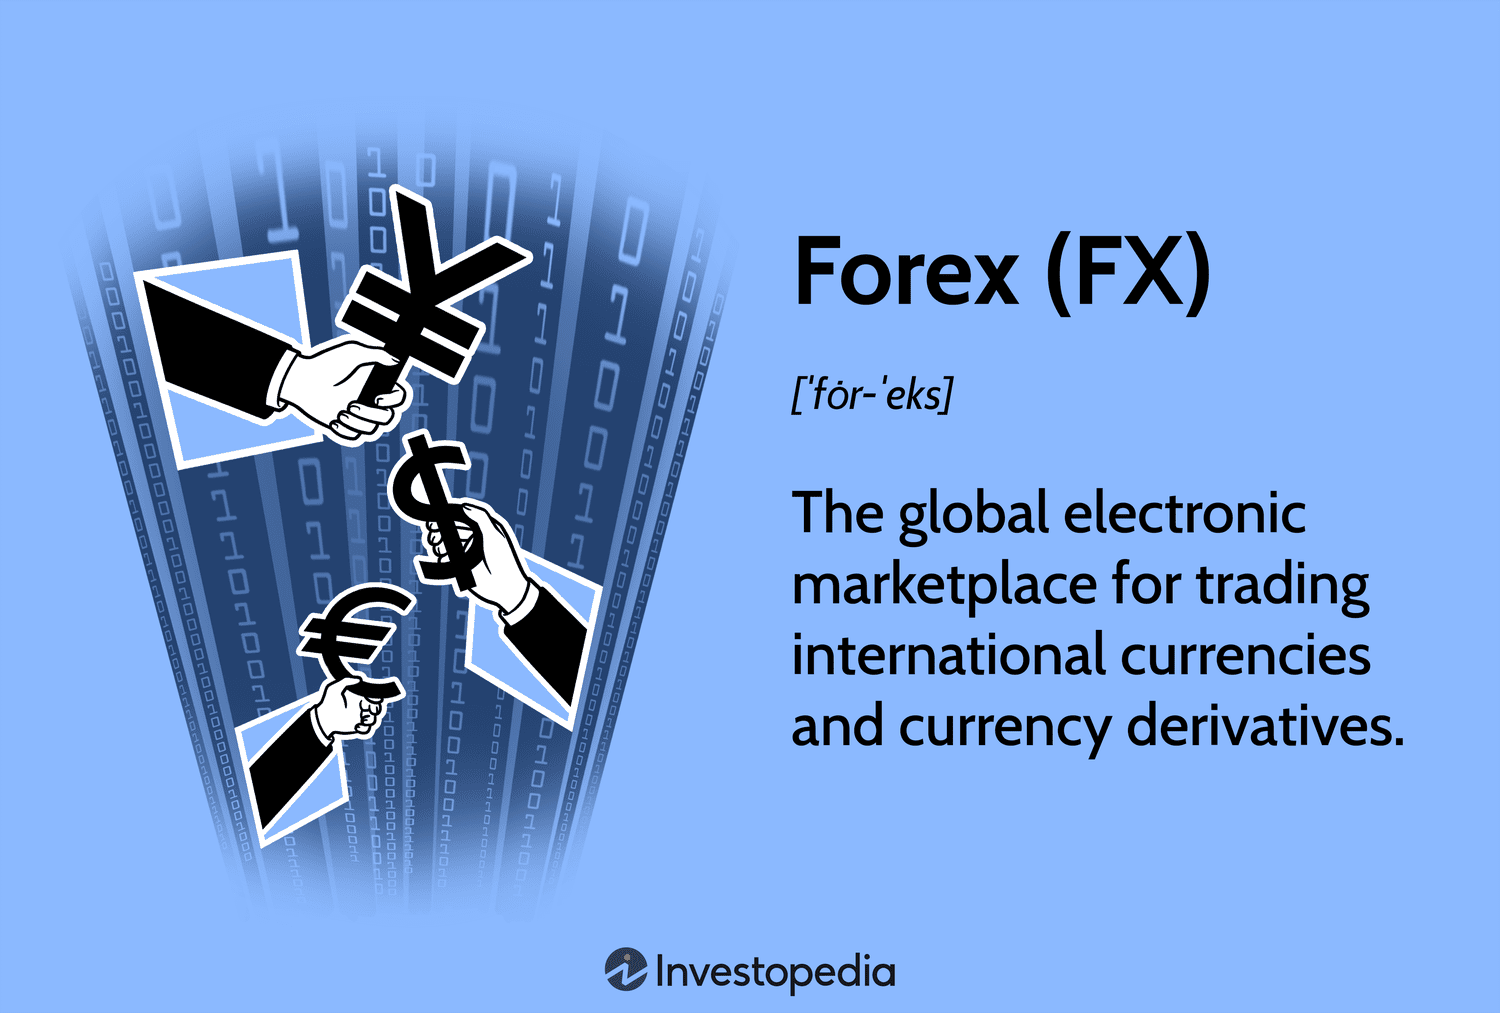 Forex (FX)
[ˈfȯr-ˈeks]
The global electronic
marketplace for trading
international currencies
and currency derivatives.
¥
$
€
Investopedia